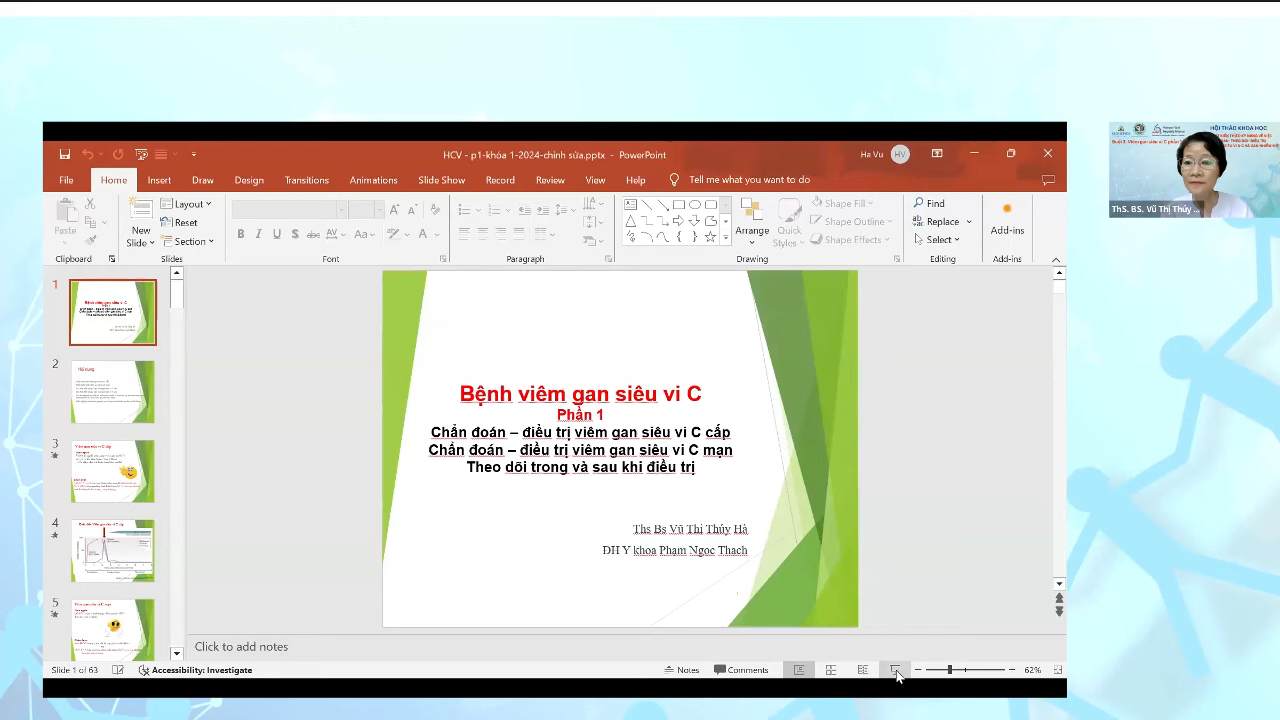 HCV - p1-khóa 1-2024-chỉnh sửa.pptx - PowerPoint
Ha Vu
HV
File
Home
Insert
Draw
Design
Transitions
Animations
Slide Show
Record
Review
View
Help
Tell me what you want to do
Paste
Clipboard
New
Slide
Layout
Reset
Section
Slides
Font
Paragraph
Arrange
Quick
Styles
Shape Fill
Shape Outline
Shape Effects
Drawing
Find
Replace
Select
Editing
Add-ins
Add-ins
1
2
3
4
5
Bệnh viêm gan siêu vi C
Phần 1
Chẩn đoán – điều trị viêm gan siêu vi C cấp
Chẩn đoán – điều trị viêm gan siêu vi C mạn
Theo dõi trong và sau khi điều trị
Ths Bs Vũ Thị Thúy Hà
ĐH Y khoa Phạm Ngọc Thạch
Click to add notes
Slide 1 of 63
Accessibility: Investigate
Notes
Comments
62%
HỘI THẢO KHOA HỌC
ThS. BS. Vũ Thị Thúy ...